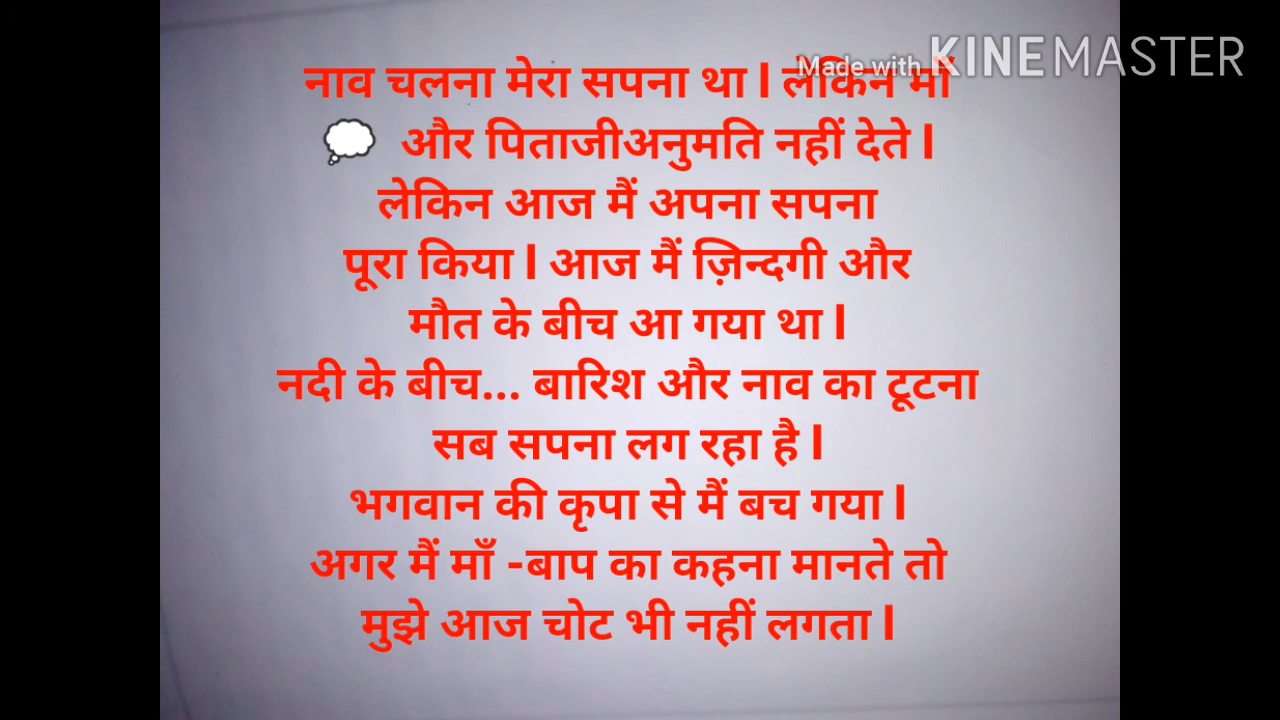 Made with KINEMASTER
नाव चलना मेरा सपना था l लेकिन माँ
और पिताजीअनुमति नहीं देते l
लेकिन आज मैं अपना सपना
पूरा किया l आज मैं ज़िन्दगी और
मौत के बीच आ गया था l
नदी के बीच... बारिश और नाव का टूटना
सब सपना लग रहा है l
भगवान की कृपा से मैं बच गया l
अगर मैं माँ -बाप का कहना मानते तो
मुझे आज चोट भी नहीं लगता l